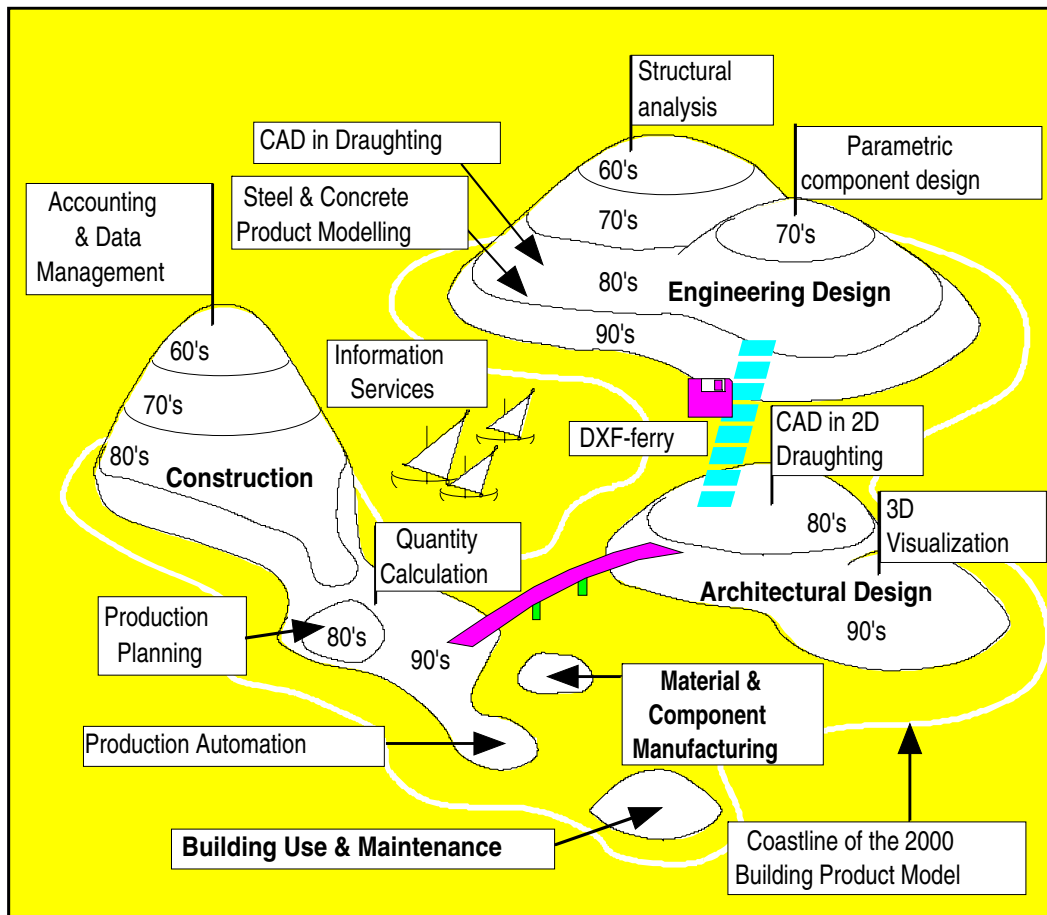 Structural
analysis
CAD in Draughting
Parametric
component design
60's
Steel & Concrete
Product Modelling
Accounting
& Data
Management
70's
70's
80's
Engineering Design
90's
60's
Information
Services
70's
DXF-ferry
CAD in 2D
Draughting
80's
Construction
3D
Visualization
80's
Quantity
Calculation
Architectural Design
Production
Planning
80's
90's
90's
Material &
Component
Manufacturing
Production Automation
Building Use & Maintenance
Coastline of the 2000
Building Product Model